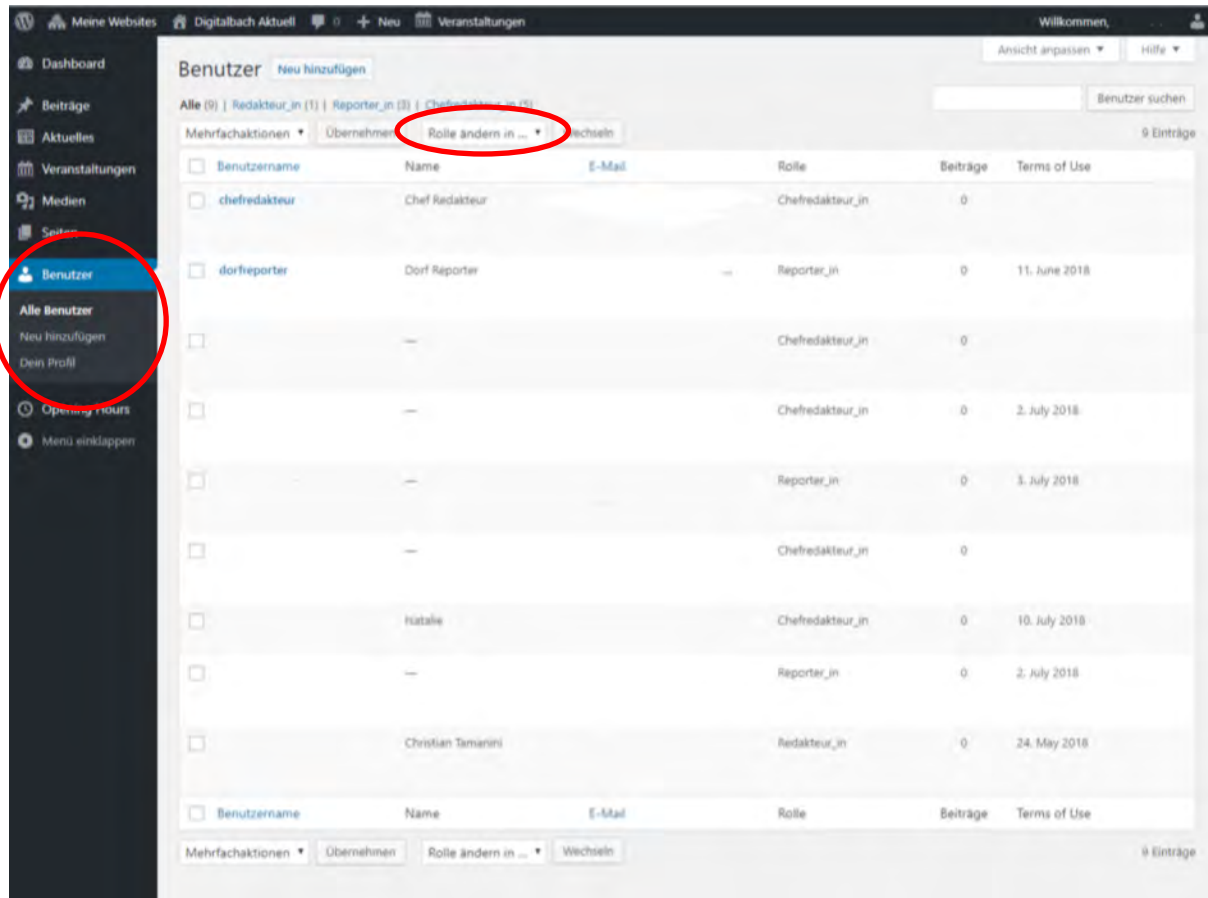 Meine Websites Digitalbach Aktuell 0 Neu Veranstaltungen Willkommen,
Ansicht anpassen Hilfe
Dashboard
Beiträge
Aktuelles
Veranstaltungen
Medien
Seiten
Benutzer
Alle Benutzer
Neu hinzufügen
Dein Profil
Opening Hours
Menü einklappen
Benutzer Neu hinzufügen
Alle (9) | Redakteur_in (1) | Reporter_in (3) | Chefredakteur_in (5)
Benutzer suchen
Mehrfachaktionen Übernehmen Rolle ändern in ... Wechseln 9 Einträge
Benutzername Name E-Mail Rolle Beiträge Terms of Use
chefredakteur Chef Redakteur Chefredakteur_in 0
dorfreporter Dorf Reporter ... Reporter_in 0 11. June 2018
— Chefredakteur_in 0
— Chefredakteur_in 0 2. July 2018
— Reporter_in 0 3. July 2018
— Chefredakteur_in 0
Natalie Chefredakteur_in 0 10. July 2018
— Reporter_in 0 2. July 2018
Christian Tamanini Redakteur_in 0 24. May 2018
Benutzername Name E-Mail Rolle Beiträge Terms of Use
Mehrfachaktionen Übernehmen Rolle ändern in ... Wechseln 9 Einträge